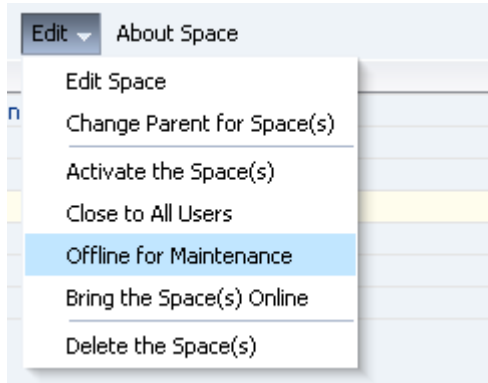 Edit About Space
Edit Space
n
Change Parent for Space(s)
Activate the Space(s)
Close to All Users
Offline for Maintenance
Bring the Space(s) Online
Delete the Space(s)